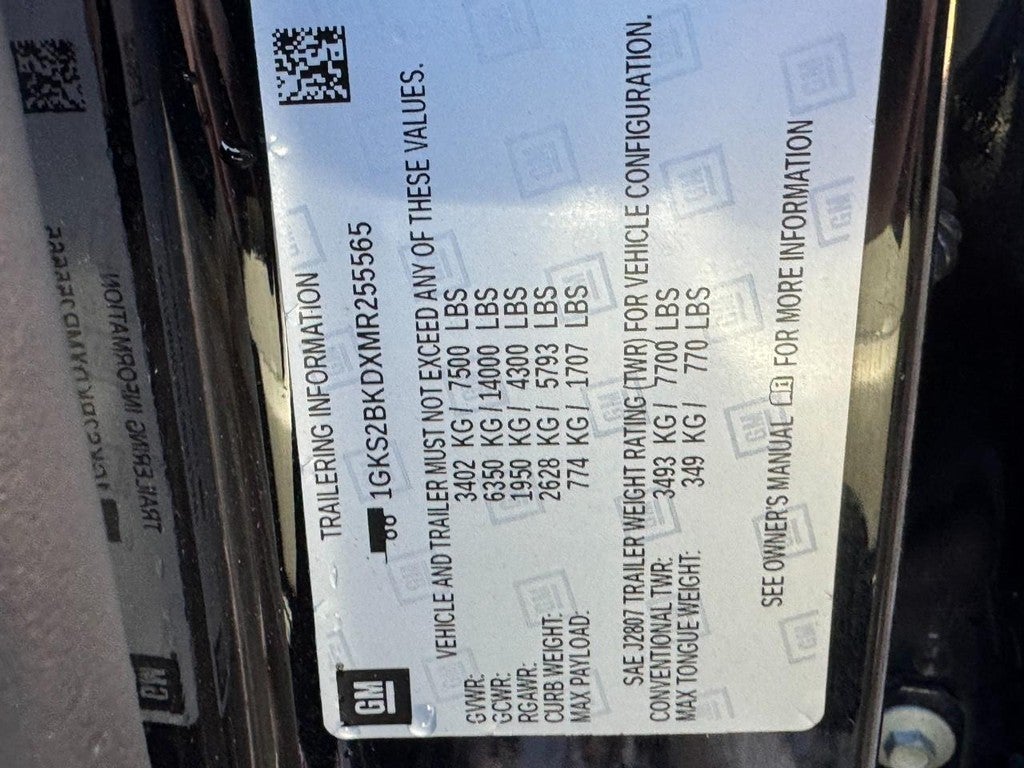 GM
TRAILERING INFORMATION
1GKS2BKDXMR255565
VEHICLE AND TRAILER MUST NOT EXCEED ANY OF THESE VALUES.
GVWR: 3402 KG/ 7500 LBS
GCWR: 6350 KG/14000 LBS
RGAWR: 1950 KG/ 4300 LBS
CURB WEIGHT: 2628 KG/ 5793 LBS
MAX PAYLOAD: 774 KG/ 1707 LBS
SAE J2807 TRAILER WEIGHT RATING (TWR) FOR VEHICLE CONFIGURATION.
CONVENTIONAL TWR: 3493 KG/ 7700 LBS
MAX TONGUE WEIGHT: 349 KG/ 770 LBS
SEE OWNER'S MANUAL FOR MORE INFORMATION